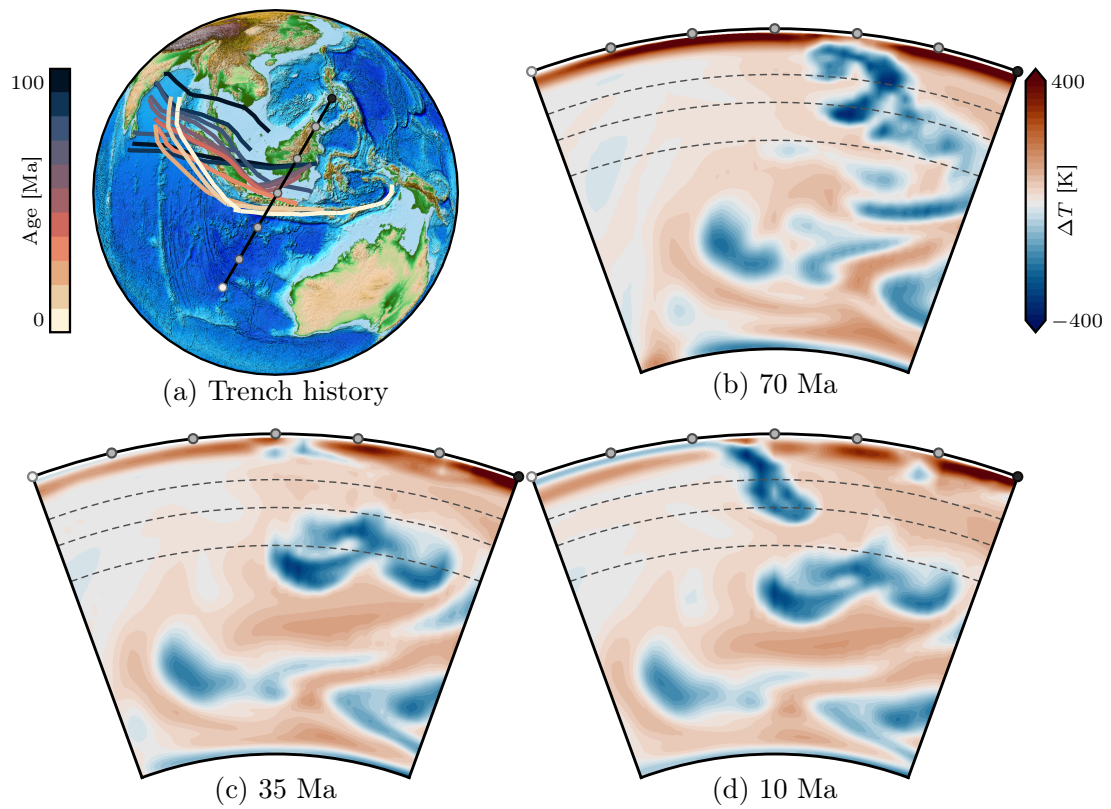 100
0
Age [Ma]
(a) Trench history
400
−400
ΔT [K]
(b) 70 Ma
(c) 35 Ma
(d) 10 Ma